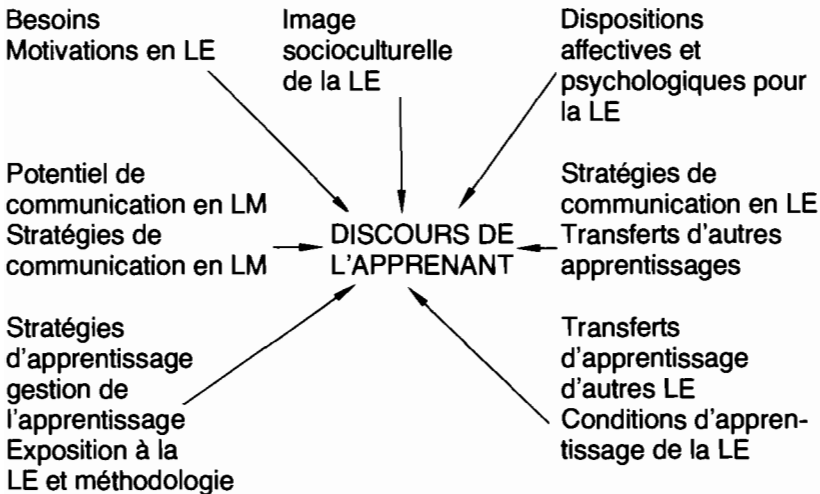 Besoins
Motivations en LE
Image
socioculturelle
de la LE
Dispositions
affectives et
psychologiques pour
la LE
Potentiel de
communication en LM
Stratégies de
communication en LM
DISCOURS DE
L'APPRENANT
Stratégies de
communication en LE
Transferts d'autres
apprentissages
Stratégies
d'apprentissage
gestion de
l'apprentissage
Exposition à la
LE et méthodologie
Transferts
d'apprentissage
d'autres LE
Conditions d'appren-
tissage de la LE